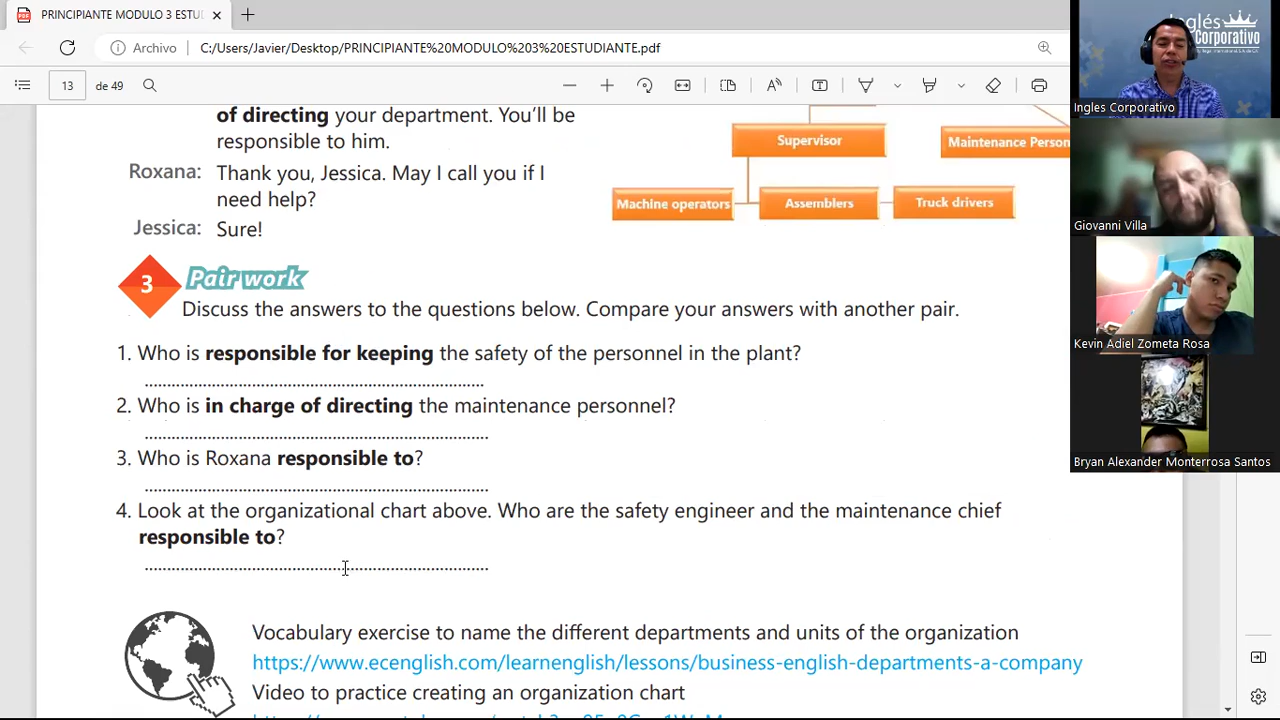 PRINCIPIANTE MODULO 3 ESTU
Archivo
C:/Users/Javier/Desktop/PRINCIPIANTE%20MODULO%203%20ESTUDIANTE.pdf
13
de 49
of directing your department. You'll be
responsible to him.
Roxana: Thank you, Jessica. May I call you if I
need help?
Jessica: Sure!
Supervisor
Maintenance Person
Machine operators
Assemblers
Truck drivers
3
Pair work
Discuss the answers to the questions below. Compare your answers with another pair.
1. Who is responsible for keeping the safety of the personnel in the plant?
2. Who is in charge of directing the maintenance personnel?
3. Who is Roxana responsible to?
4. Look at the organizational chart above. Who are the safety engineer and the maintenance chief
responsible to?
Vocabulary exercise to name the different departments and units of the organization
https://www.ecenglish.com/learnenglish/lessons/business-english-departments-a-company
Video to practice creating an organization chart
Inglés
Corporativo
Ingles Corporativo
Giovanni Villa
Kevin Adiel Zometa Rosa
Bryan Alexander Monterrosa Santos